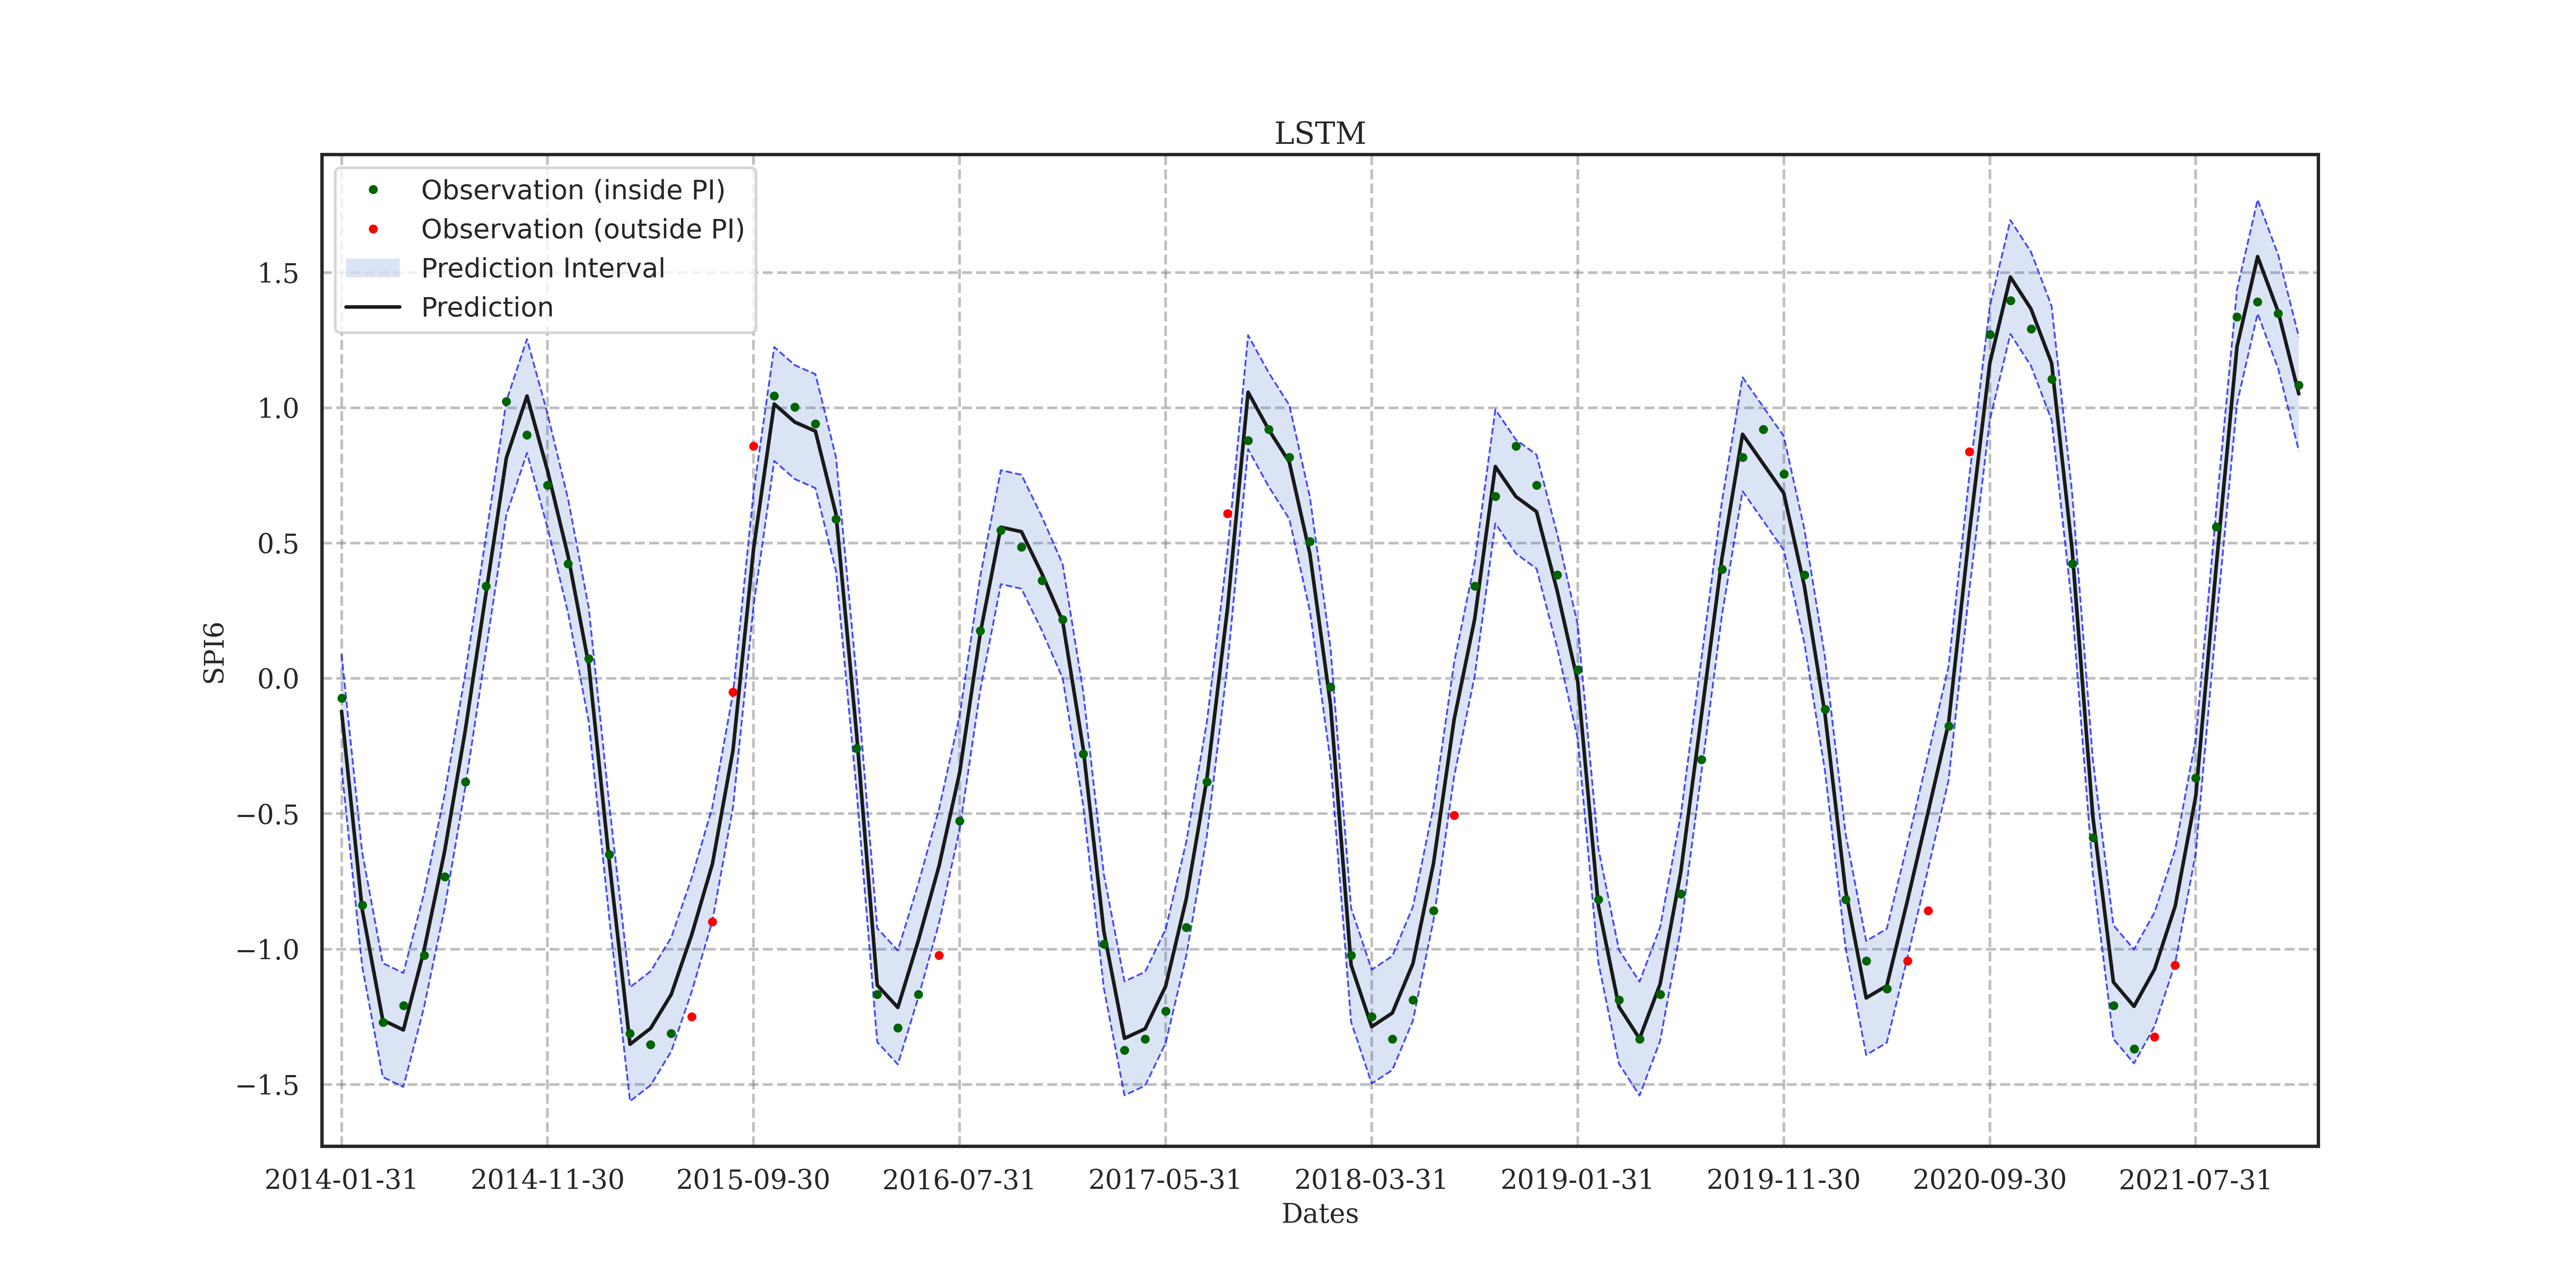 LSTM
Observation (inside PI)
Observation (outside PI)
Prediction Interval
Prediction
1.5
1.0
0.5
0.0
−0.5
−1.0
−1.5
SPI6
2014-01-31 2014-11-30 2015-09-30 2016-07-31 2017-05-31 2018-03-31 2019-01-31 2019-11-30 2020-09-30 2021-07-31
Dates